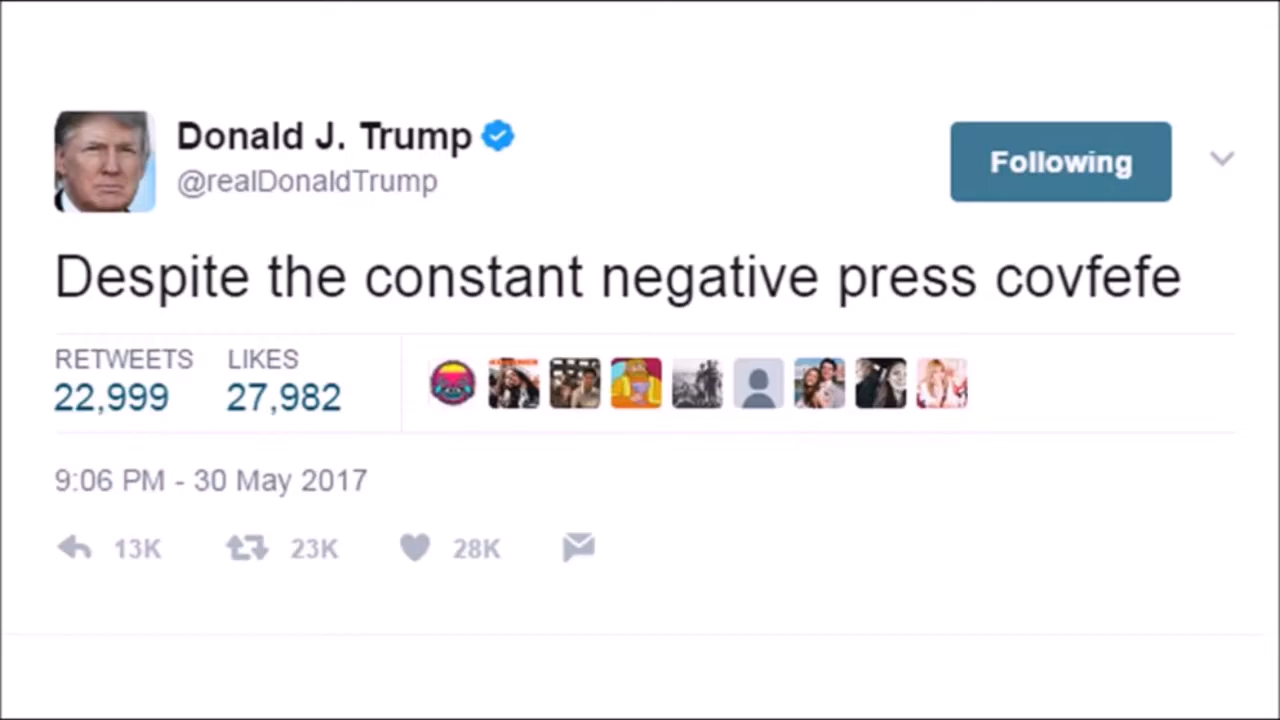 Donald J. Trump
@realDonaldTrump
Following
Despite the constant negative press covfefe
RETWEETS LIKES
22,999 27,982
9:06 PM - 30 May 2017
13K 23K 28K